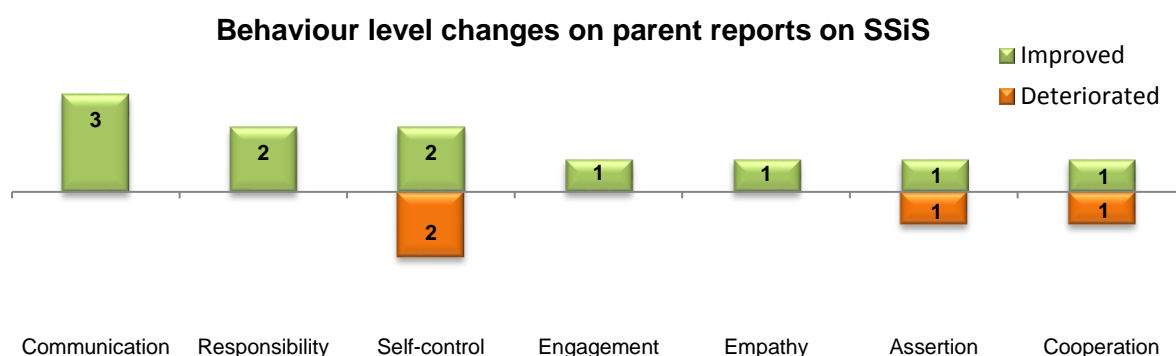 Behaviour level changes on parent reports on SSiS
Improved
Deteriorated
3
2
2
1
1
1
1
2
1
1
Communication Responsibility Self-control Engagement Empathy Assertion Cooperation